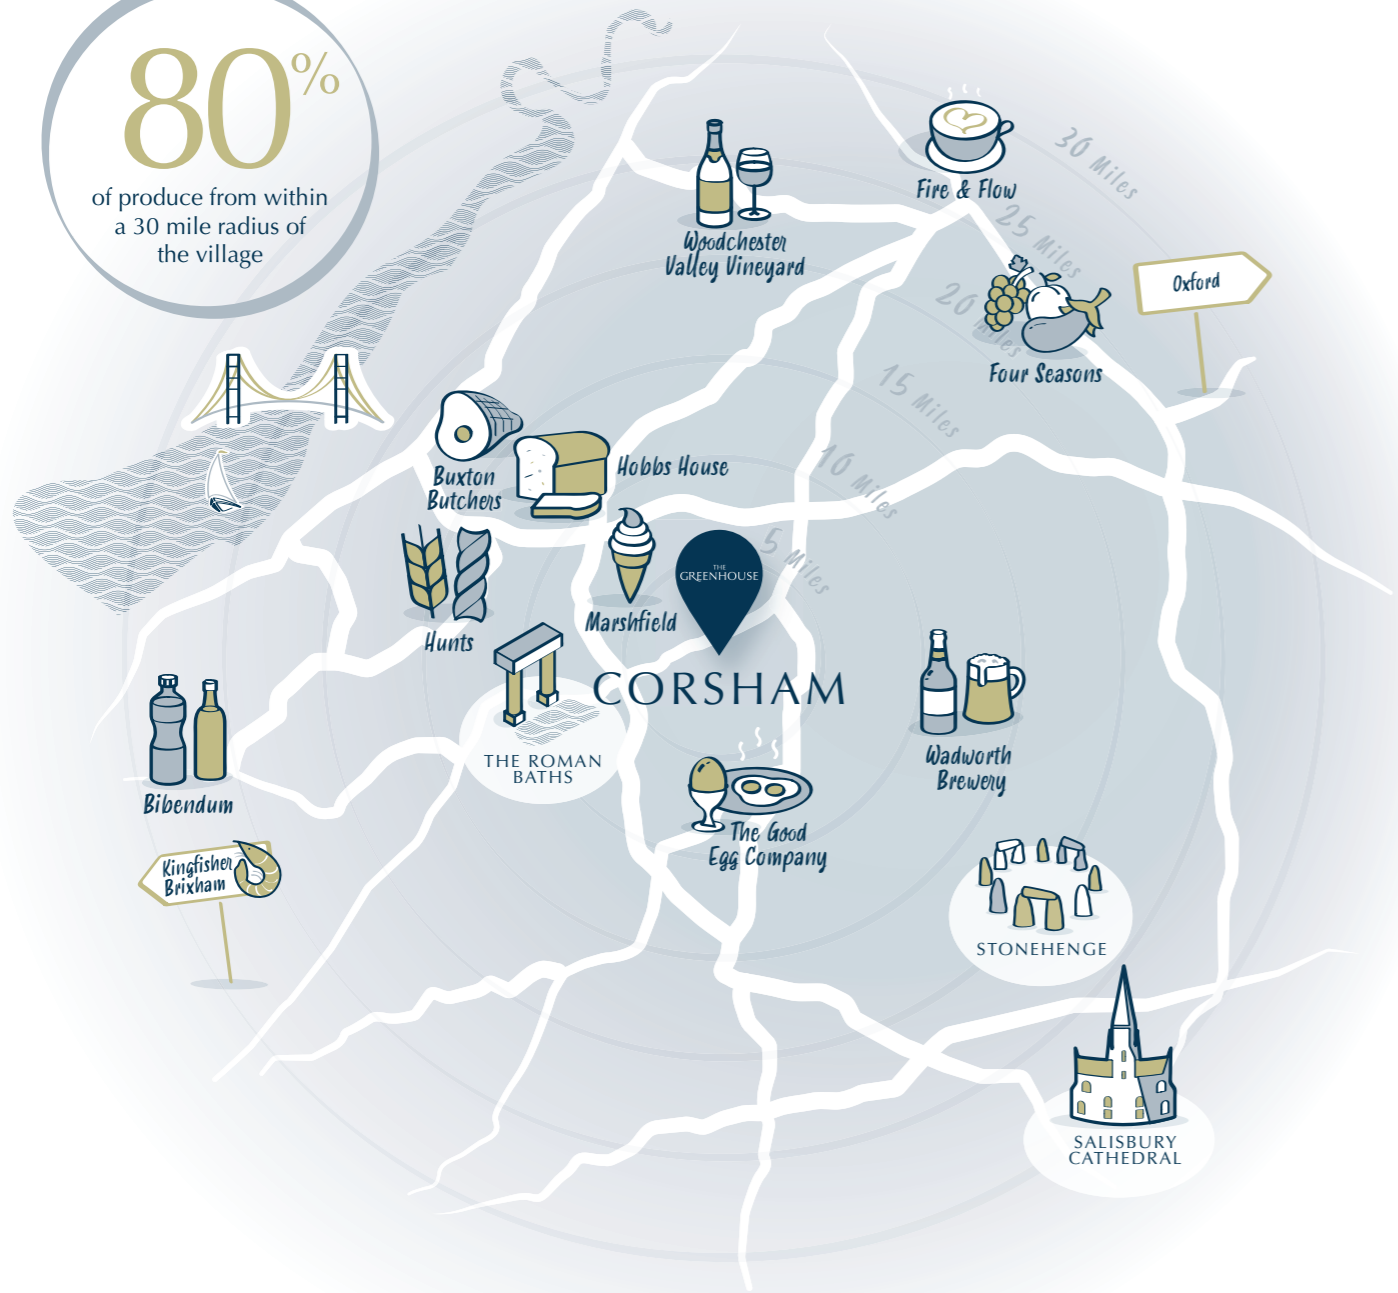 80%
of produce from within
a 30 mile radius of
the village
Fire & Flow
30 Miles
25 Miles
20 Miles
15 Miles
10 Miles
5 Miles
Woodchester
Valley Vineyard
Oxford
Four Seasons
Buxton
Butchers
Hobbs House
THE
GREENHOUSE
Marshfield
Hunts
CORSHAM
THE ROMAN
BATHS
Bibendum
Wadworth
Brewery
The Good
Egg Company
Kingfisher
Brixham
STONEHENGE
SALISBURY
CATHEDRAL